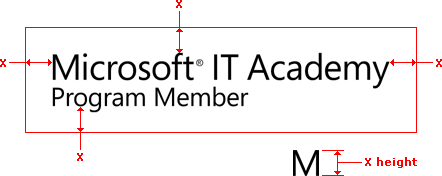 X
X Microsoft® IT Academy X
Program Member
X
M X height